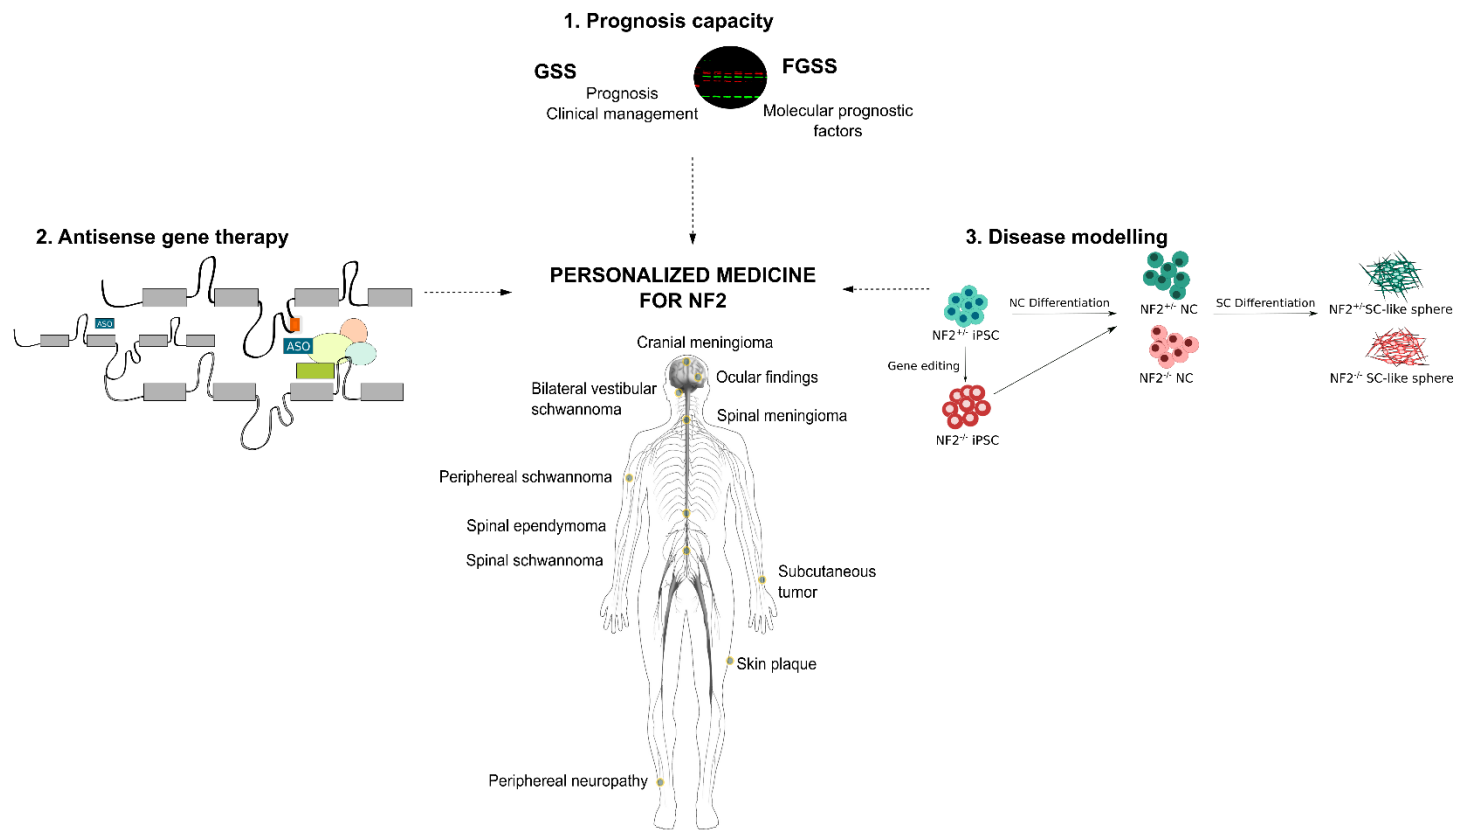 1. Prognosis capacity
GSS
Prognosis
Clinical management
FGSS
Molecular prognostic
factors
2. Antisense gene therapy
ASO
ASO
PERSONALIZED MEDICINE
FOR NF2
3. Disease modelling
NF2+/- iPSC
NC Differentiation
Gene editing
NF2-/- iPSC
NF2+/- NC
NF2-/- NC
SC Differentiation
NF2+/-SC-like sphere
NF2-/- SC-like sphere
Cranial meningioma
Ocular findings
Bilateral vestibular
schwannoma
Spinal meningioma
Periphereal schwannoma
Spinal ependymoma
Spinal schwannoma
Subcutaneous
tumor
Skin plaque
Periphereal neuropathy